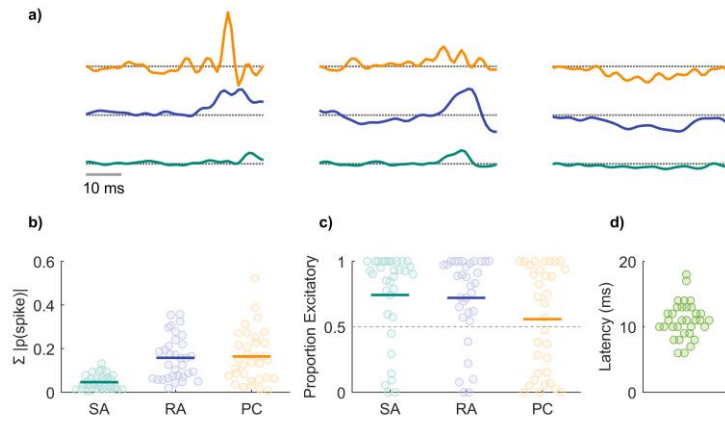 a)
10 ms
b)
c)
d)
Σ |p(spike)|
0.6
0.4
0.2
0
SA RA PC
Proportion Excitatory
1
0.5
0
SA RA PC
Latency (ms)
20
10
0